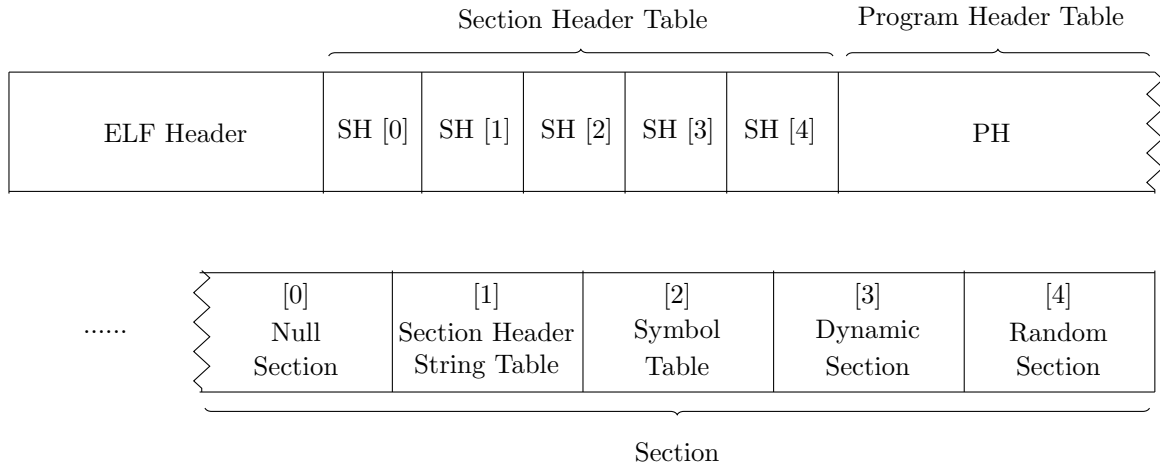 Section Header Table
Program Header Table
ELF Header
SH [0]
SH [1]
SH [2]
SH [3]
SH [4]
PH
......
[0]
Null
Section
[1]
Section Header
String Table
[2]
Symbol
Table
[3]
Dynamic
Section
[4]
Random
Section
Section